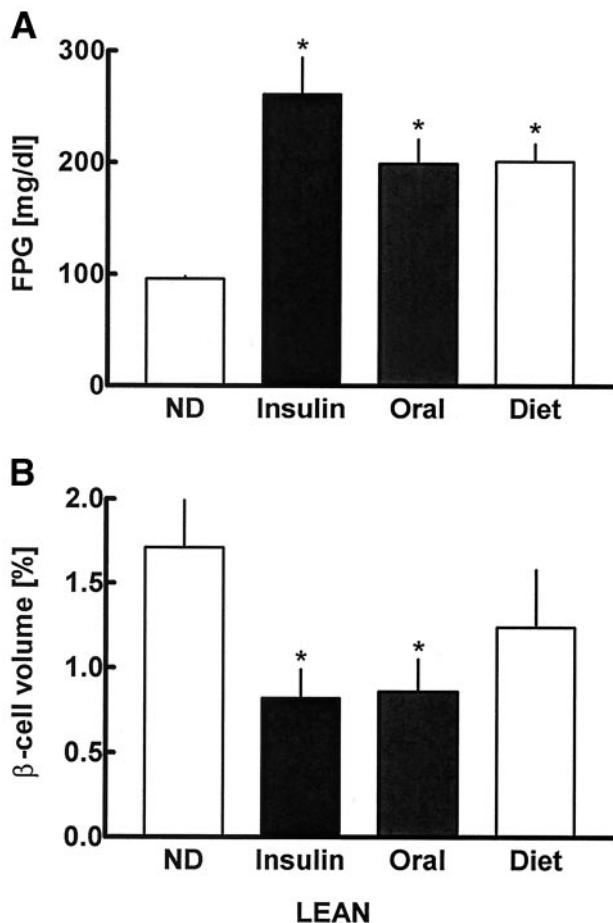 A
FPG [mg/dl]
300
200
100
0
*
*
*
ND Insulin Oral Diet
B
β-cell volume [%]
2.0
1.5
1.0
0.5
0.0
*
*
ND Insulin Oral Diet
LEAN